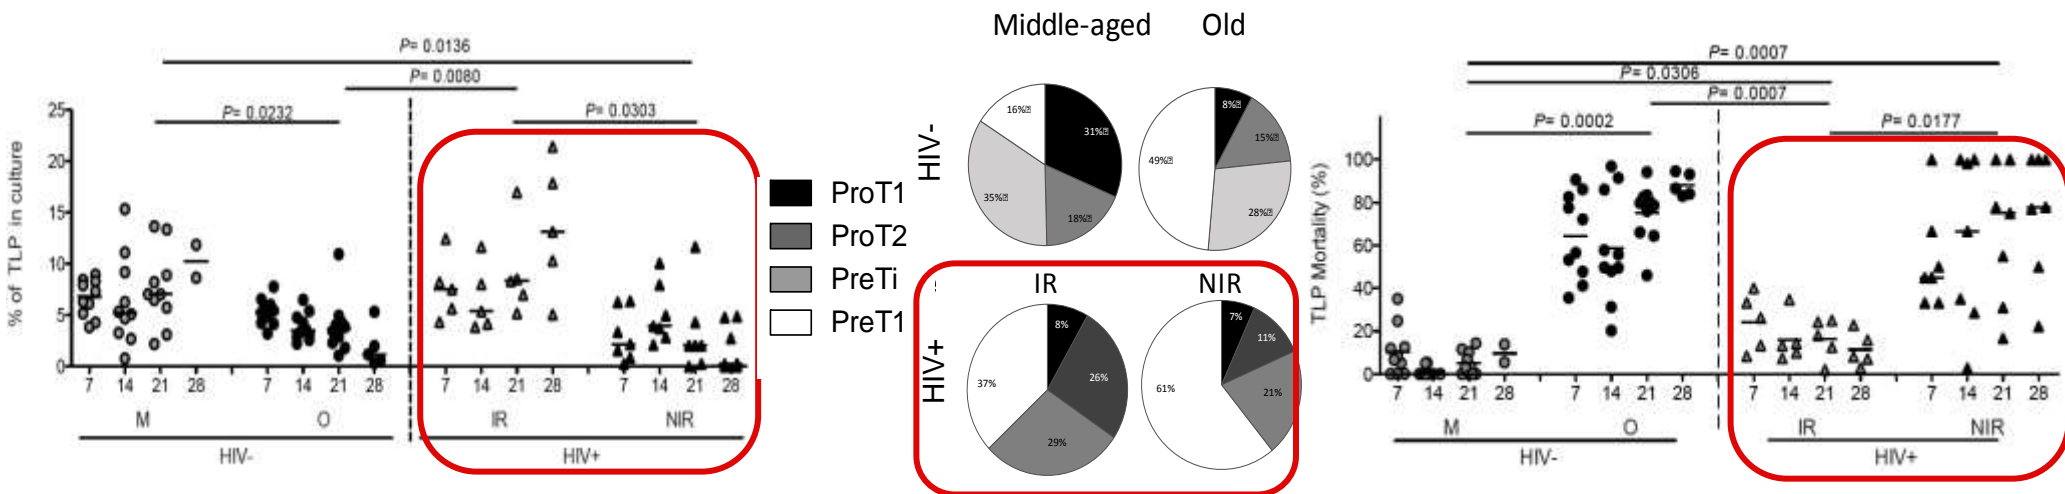 P= 0.0136
P= 0.0080
P= 0.0232
P= 0.0303
% of TLP in culture
25
20
15
10
5
0
7 14 21 28 7 14 21 28 7 14 21 28 7 14 21 28
M O IR NIR
HIV- HIV+
ProT1
ProT2
PreTi
PreT1
Middle-aged Old
HIV-
16% 31% 18% 35%
8% 15% 28% 49%
IR NIR
HIV+
8% 26% 29% 37%
7% 11% 21% 61%
P= 0.0007
P= 0.0306
P= 0.0007
P= 0.0002
P= 0.0177
TLP Mortality (%)
100
80
60
40
20
0
7 14 21 28 7 14 21 28 7 14 21 28 7 14 21 28
M O IR NIR
HIV- HIV+